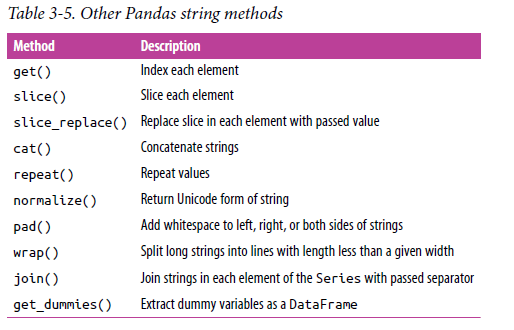 Table 3-5. Other Pandas string methods
Method Description
get() Index each element
slice() Slice each element
slice_replace() Replace slice in each element with passed value
cat() Concatenate strings
repeat() Repeat values
normalize() Return Unicode form of string
pad() Add whitespace to left, right, or both sides of strings
wrap() Split long strings into lines with length less than a given width
join() Join strings in each element of the Series with passed separator
get_dummies() Extract dummy variables as a DataFrame